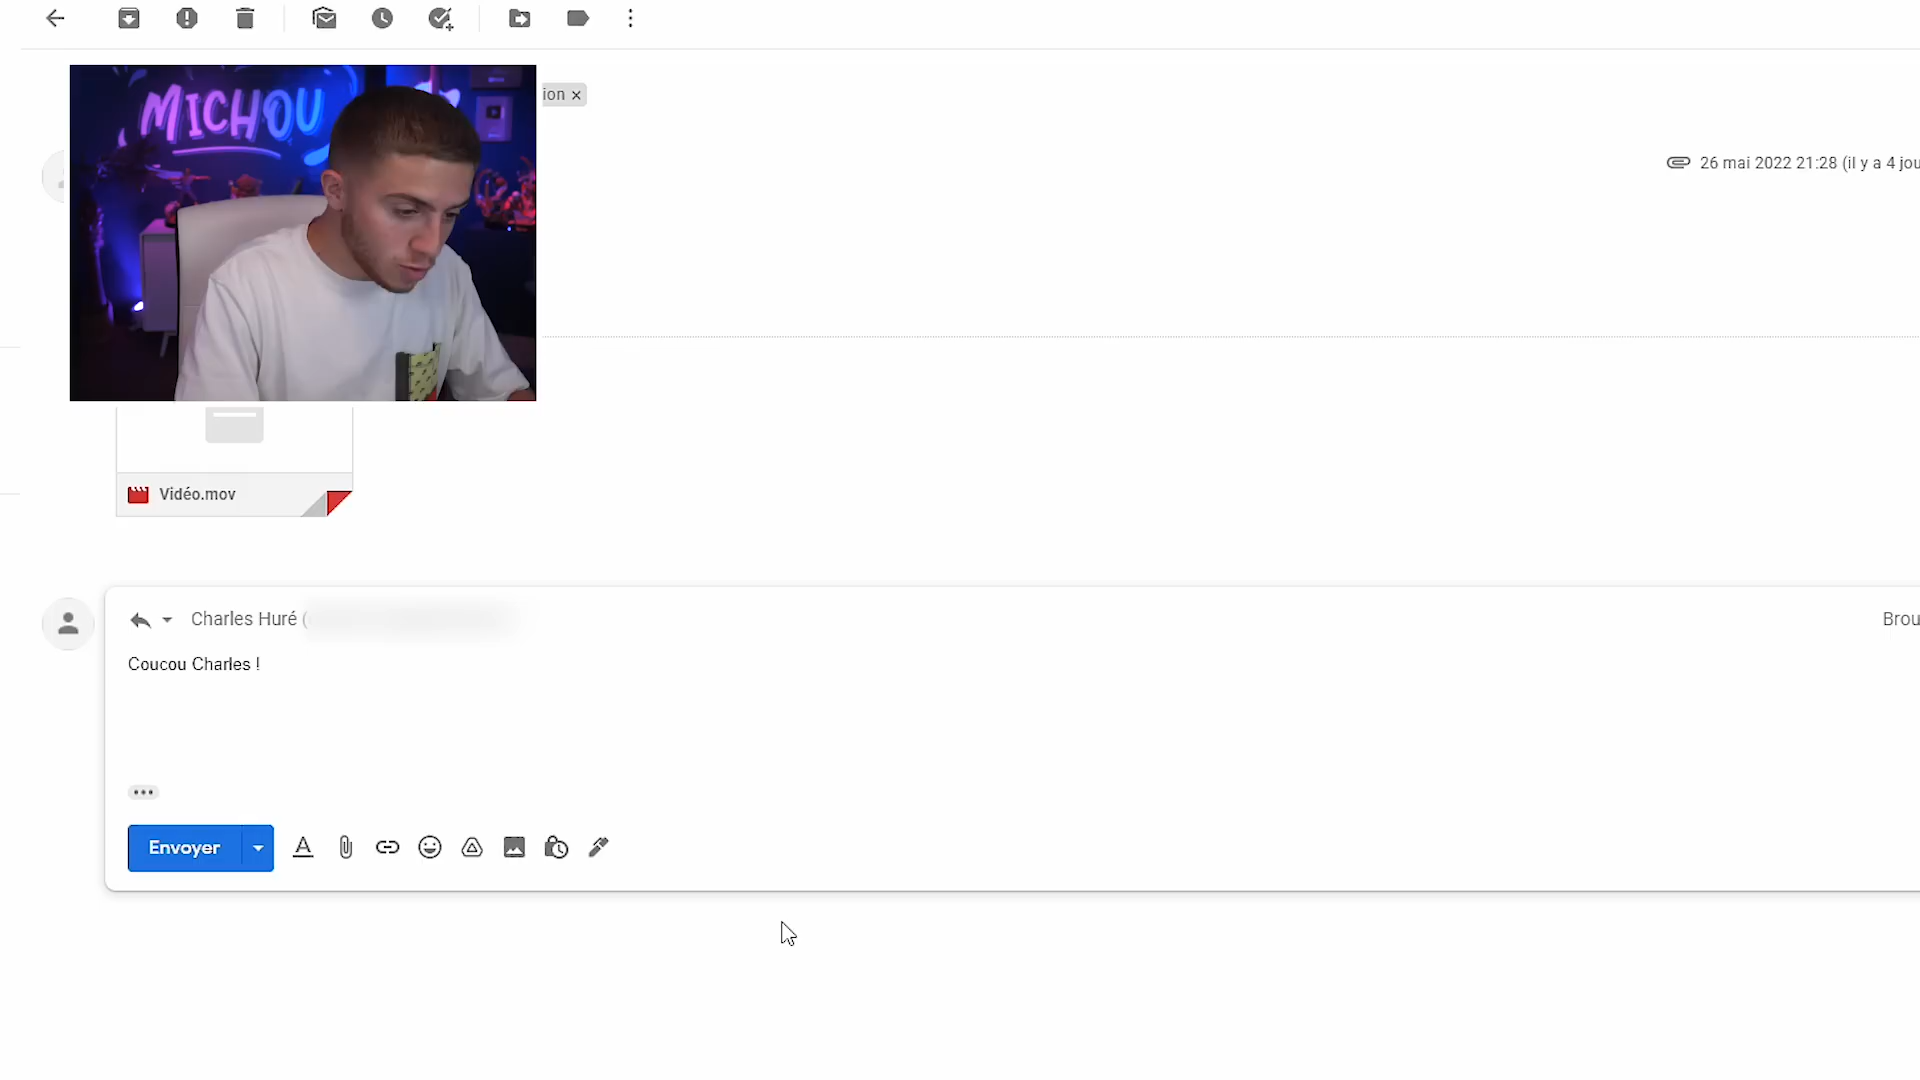 MICHOU
ion ×
26 mai 2022 21:28 (il y a 4 jou
Vidéo.mov
Charles Huré (
Brou
Coucou Charles !
Envoyer